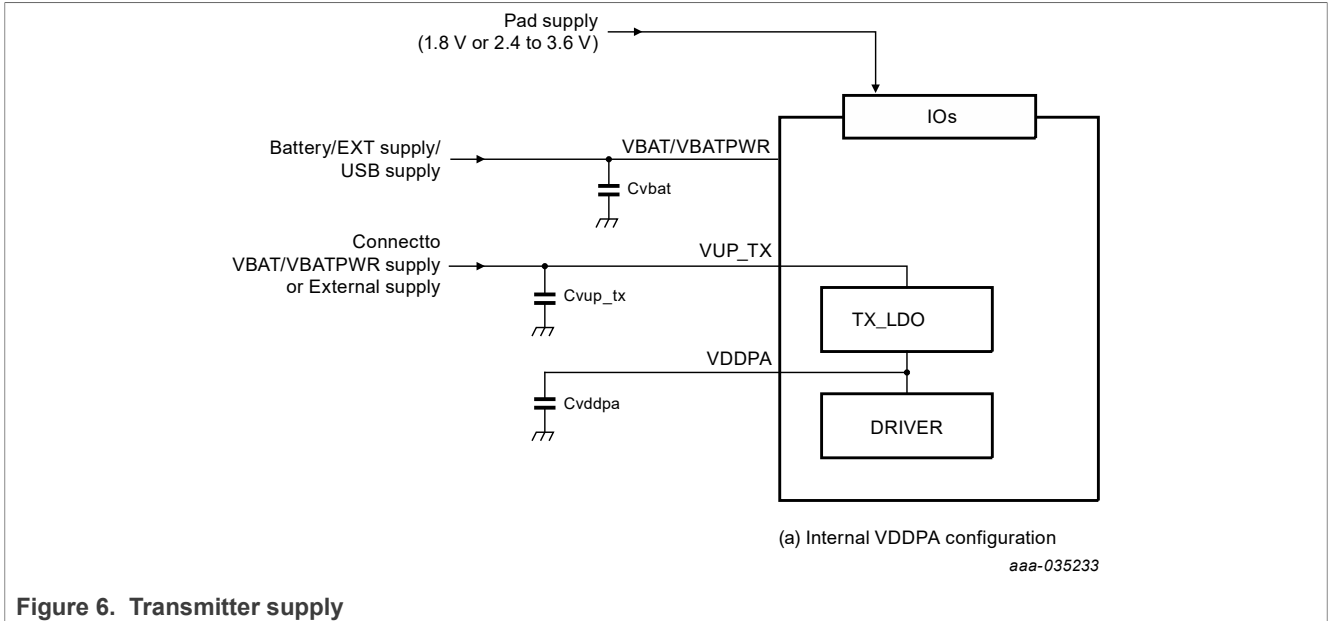 Pad supply
(1.8 V or 2.4 to 3.6 V)
IOs
Battery/EXT supply/
USB supply
VBAT/VBATPWR
Cvbat
Connectto
VBAT/VBATPWR supply
or External supply
VUP_TX
Cvup_tx
TX_LDO
VDDPA
Cvddpa
DRIVER
(a) Internal VDDPA configuration
aaa-035233
Figure 6. Transmitter supply